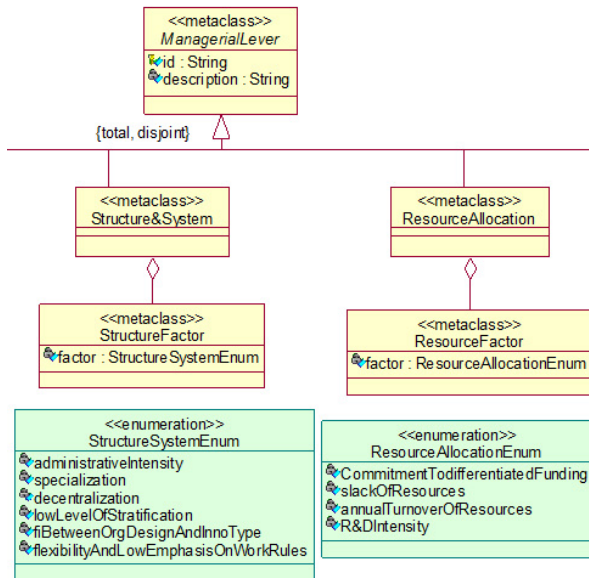 <<metaclass>>
ManagerialLever
id : String
description : String
{total, disjoint}
<<metaclass>>
Structure&System
<<metaclass>>
ResourceAllocation
<<metaclass>>
StructureFactor
factor : StructureSystemEnum
<<metaclass>>
ResourceFactor
factor : ResourceAllocationEnum
<<enumeration>>
StructureSystemEnum
administrativeIntensity
specialization
decentralization
lowLevelOfStratification
fiBetweenOrgDesignAndInnoType
flexibilityAndLowEmphasisOnWorkRules
<<enumeration>>
ResourceAllocationEnum
CommitmentTodifferentiatedFunding
slackOfResources
annualTurnoverOfResources
R&DIntensity